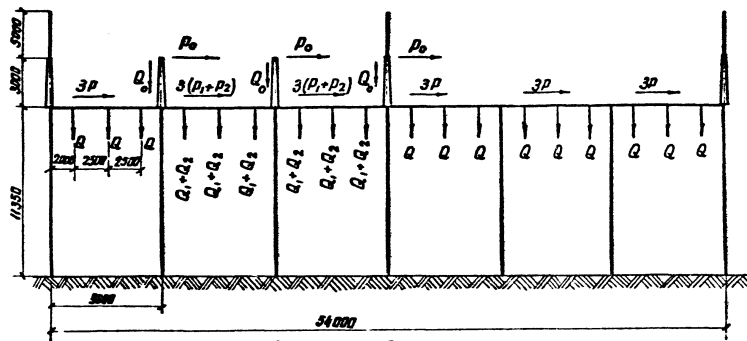 5000
3000
11350
P₀
P₀
P₀
3P
Q₀
3(P₁+P₂)
Q₀
3(P₁+P₂)
Q₀
3P
3P
3P
Q
Q
Q
2000
2500
2500
Q₁+Q₂
Q₁+Q₂
Q₁+Q₂
Q₁+Q₂
Q₁+Q₂
Q₁+Q₂
Q
Q
Q
Q
Q
Q
Q
Q
Q
9000
54000